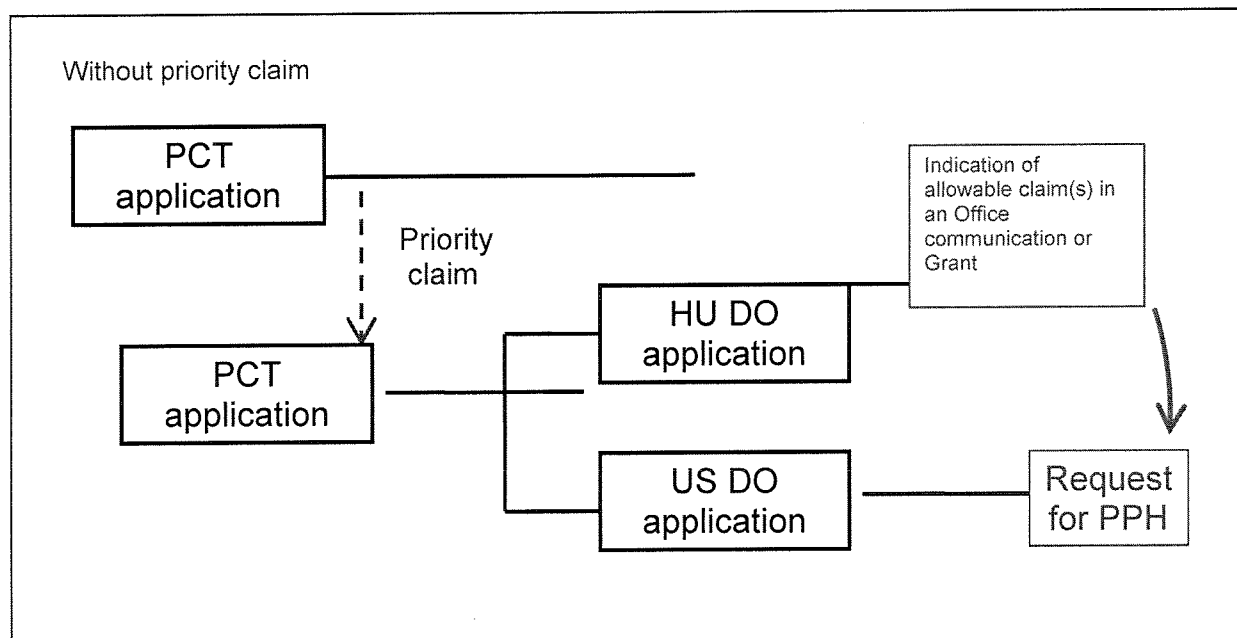 Without priority claim
PCT
application
Indication of
allowable claim(s) in
an Office
communication or
Grant
Priority
claim
HU DO
application
PCT
application
US DO
application
Request
for PPH